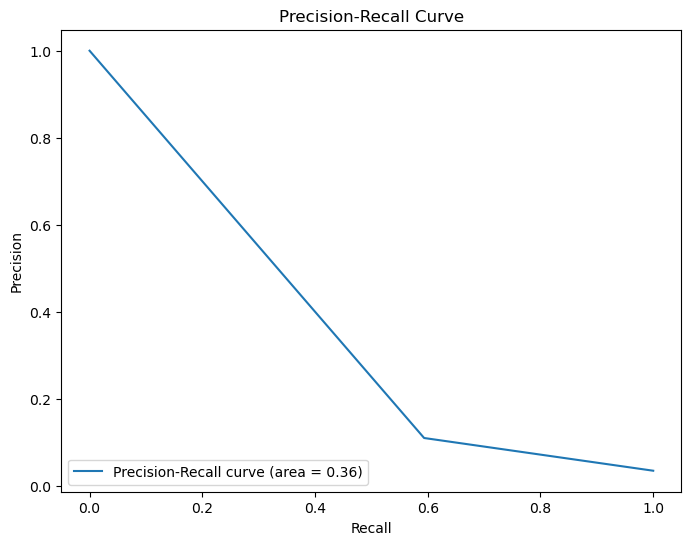 Precision-Recall Curve
1.0
0.8
0.6
0.4
0.2
0.0
Precision
Precision-Recall curve (area = 0.36)
0.0 0.2 0.4 0.6 0.8 1.0
Recall